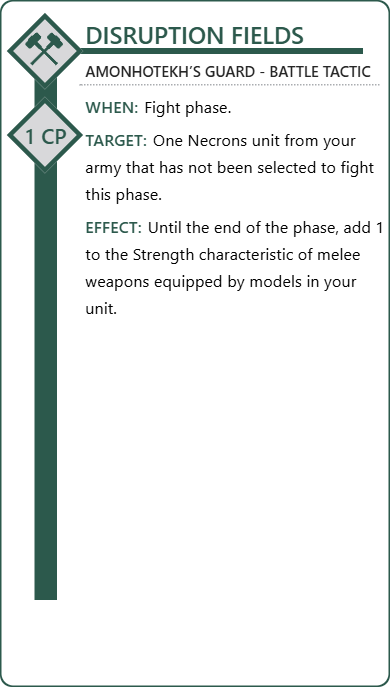 DISRUPTION FIELDS
AMONHOTEKH’S GUARD - BATTLE TACTIC
WHEN: Fight phase.
1 CP
TARGET: One Necrons unit from your
army that has not been selected to fight
this phase.
EFFECT: Until the end of the phase, add 1
to the Strength characteristic of melee
weapons equipped by models in your
unit.